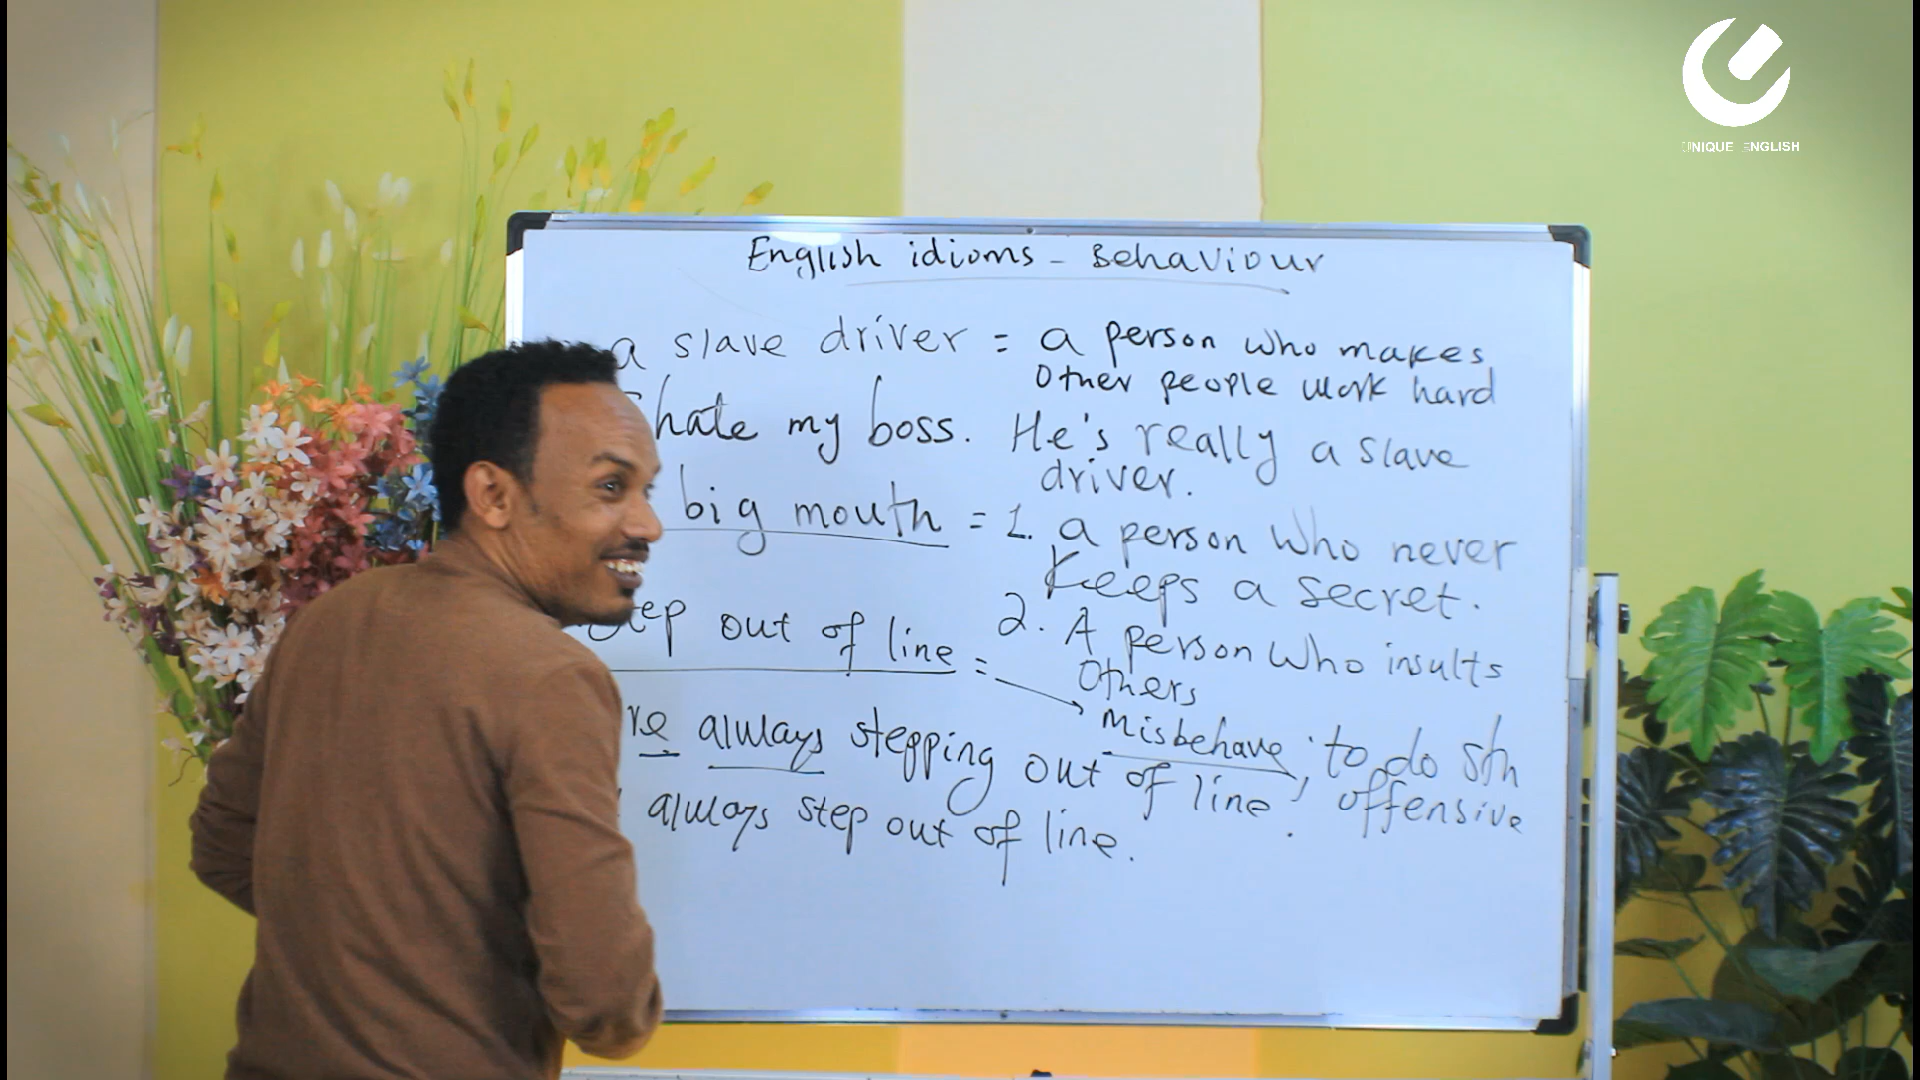 UNIQUE ENGLISH
English idioms - Behaviour
a slave driver = a person who makes
other people work hard
hate my boss. He's really a slave
driver.
big mouth = 1. a person who never
keeps a secret.
step out of line = 2. A person who insults
others
misbehave, to do sth
offensive
always stepping out of line.
always step out of line.